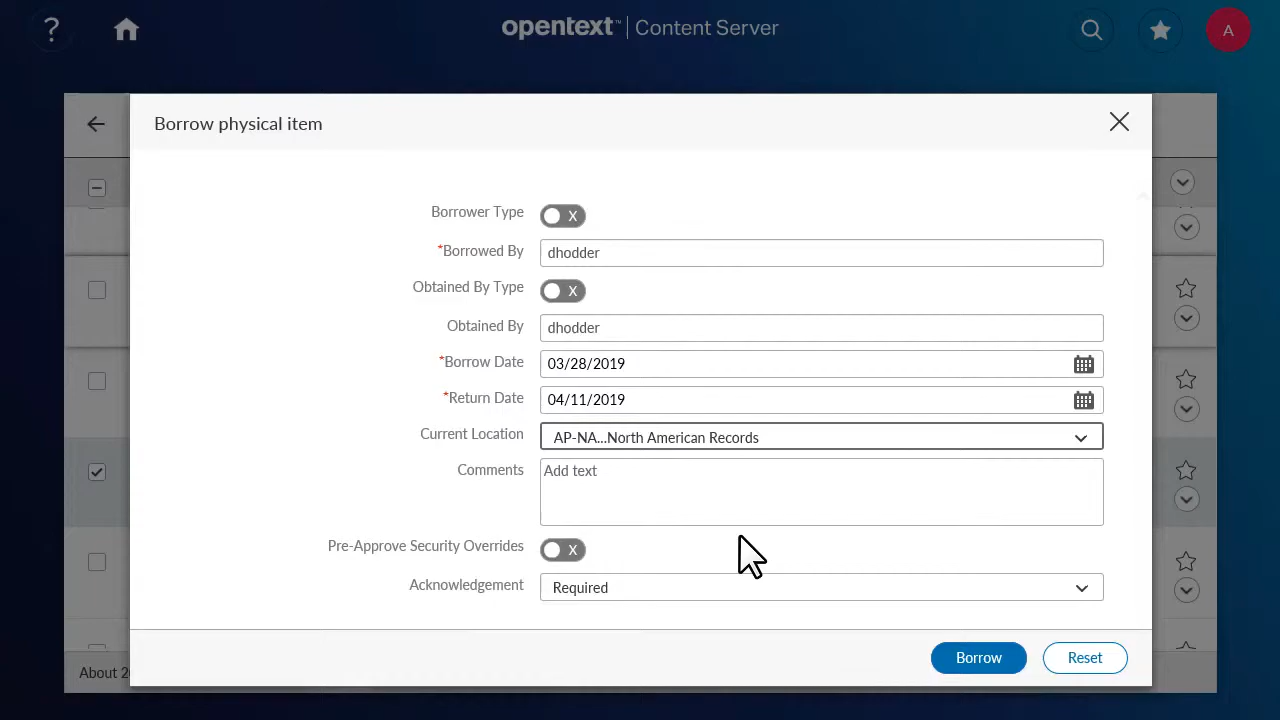 ?
opentext™ | Content Server
A
Borrow physical item
Borrower Type X
*Borrowed By dhodder
Obtained By Type X
Obtained By dhodder
*Borrow Date 03/28/2019
*Return Date 04/11/2019
Current Location AP-NA...North American Records
Comments Add text
Pre-Approve Security Overrides X
Acknowledgement Required
About 2
Borrow Reset